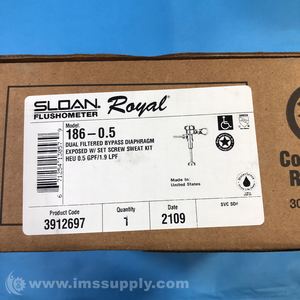 SLOAN.
FLUSHOMETER
Royal®
Model:
186-0.5
DUAL FILTERED BYPASS DIAPHRAGM
EXPOSED W/ SET SCREW SWEAT KIT
HEU 0.5 GPF/1.9 LPF
Made in
United States
Product Code
3912697
Quantity
1
Date
2109
SVC SD#
Co
R
30
© www.imssupply.com